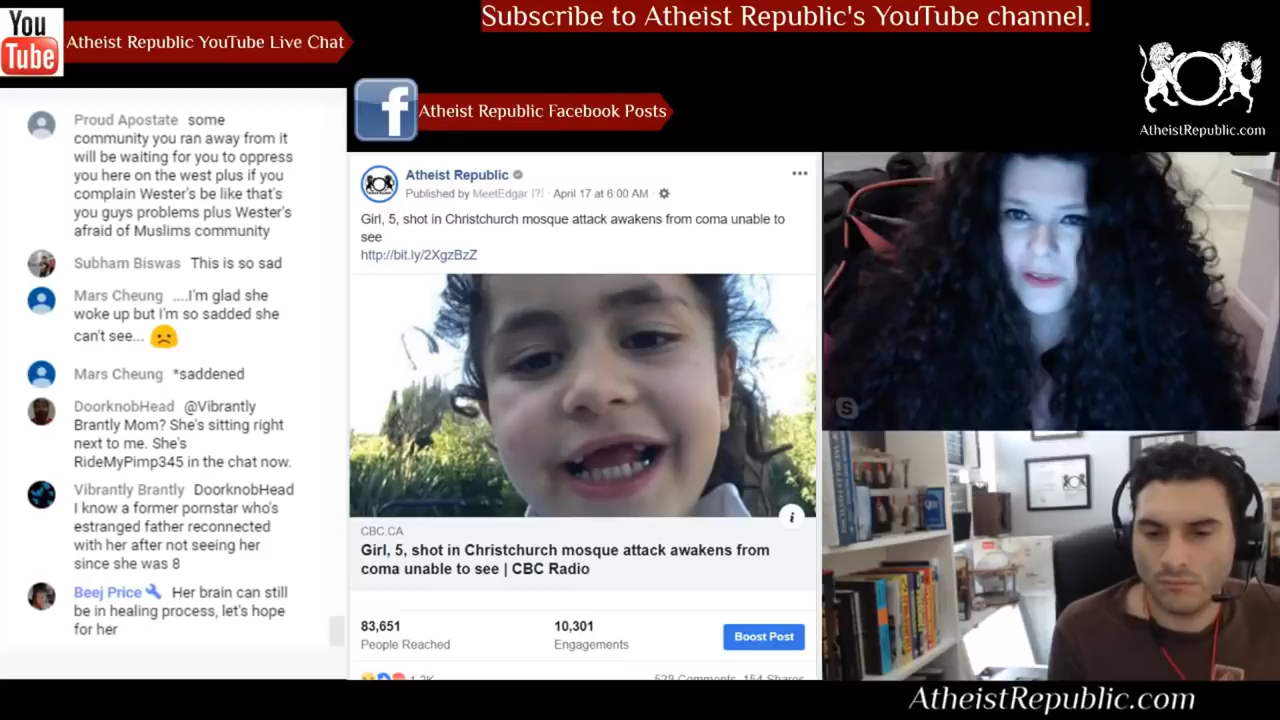 Subscribe to Atheist Republic's YouTube channel.
You
Tube
Atheist Republic YouTube Live Chat
f
Atheist Republic Facebook Posts
AtheistRepublic.com
Proud Apostate some
community you ran away from it
will be waiting for you to oppress
you here on the west plus if you
complain Wester's be like that's
you guys problems plus Wester's
afraid of Muslims community
Subham Biswas This is so sad
Mars Cheung ....I'm glad she
woke up but I'm so sadded she
can't see...
Mars Cheung *saddened
DoorknobHead @Vibrantly
Brantly Mom? She's sitting right
next to me. She's
RideMyPimp345 in the chat now.
Vibrantly Brantly DoorknobHead
I know a former pornstar who's
estranged father reconnected
with her after not seeing her
since she was 8
Beej Price Her brain can still
be in healing process, let's hope
for her
Atheist Republic
Published by MeetEdgar [?] · April 17 at 6:00 AM ·
Girl, 5, shot in Christchurch mosque attack awakens from coma unable to
see
http://bit.ly/2XgzBzZ
i
CBC.CA
Girl, 5, shot in Christchurch mosque attack awakens from
coma unable to see | CBC Radio
83,651
People Reached
10,301
Engagements
Boost Post
1.2K
529 Comments 154 Shares
S
AtheistRepublic.com